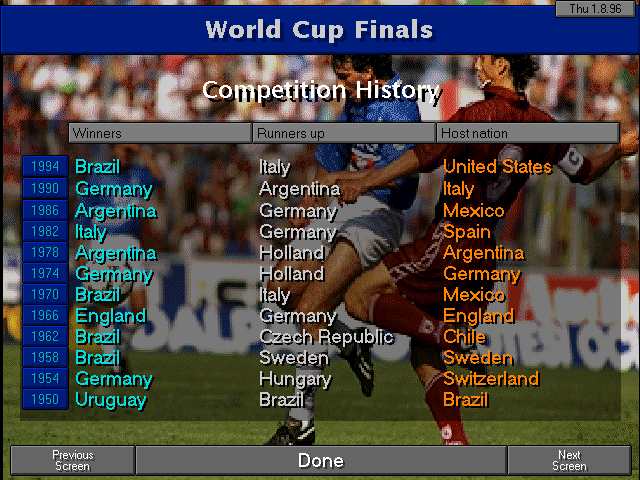 Thu 1.8.96
World Cup Finals
Competition History
Winners Runners up Host nation
1994 Brazil Italy United States
1990 Germany Argentina Italy
1986 Argentina Germany Mexico
1982 Italy Germany Spain
1978 Argentina Holland Argentina
1974 Germany Holland Germany
1970 Brazil Italy Mexico
1966 England Germany England
1962 Brazil Czech Republic Chile
1958 Brazil Sweden Sweden
1954 Germany Hungary Switzerland
1950 Uruguay Brazil Brazil
Previous Screen Done Next Screen